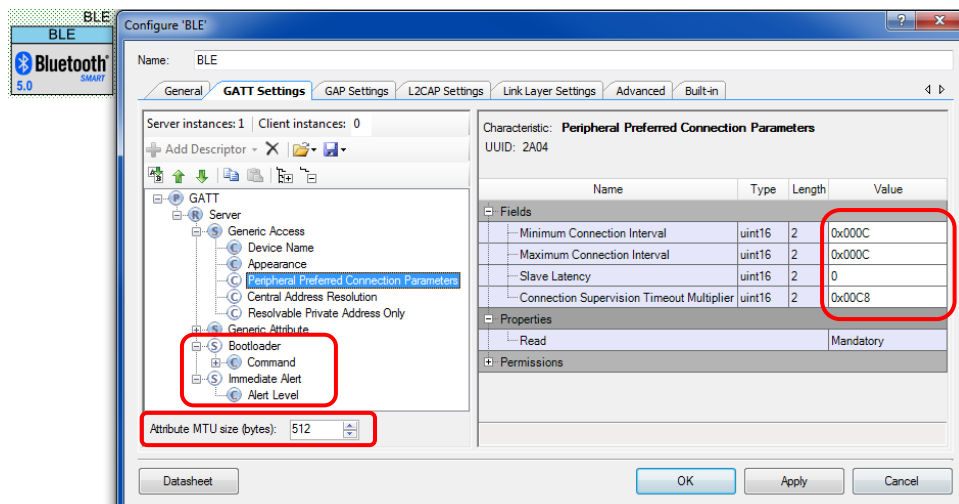 BLE
BLE
Bluetooth®
SMART
5.0
Configure 'BLE'
Name: BLE
General GATT Settings GAP Settings L2CAP Settings Link Layer Settings Advanced Built-in
Server instances: 1 Client instances: 0
Add Descriptor
GATT
Server
Generic Access
Device Name
Appearance
Peripheral Preferred Connection Parameters
Central Address Resolution
Resolvable Private Address Only
Generic Attribute
Bootloader
Command
Immediate Alert
Alert Level
Attribute MTU size (bytes): 512
Characteristic: Peripheral Preferred Connection Parameters
UUID: 2A04
Name Type Length Value
Fields
Minimum Connection Interval uint16 2 0x000C
Maximum Connection Interval uint16 2 0x000C
Slave Latency uint16 2 0
Connection Supervision Timeout Multiplier uint16 2 0x00C8
Properties
Read Mandatory
Permissions
Datasheet OK Apply Cancel